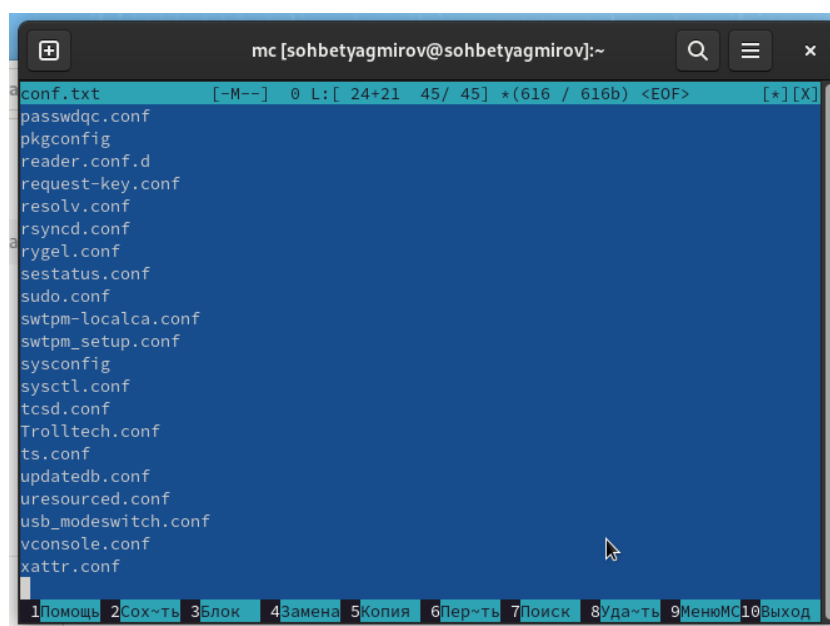 mc [sohbetyagmirov@sohbetyagmirov]:~
conf.txt [-M--] 0 L:[ 24+21 45/ 45] *(616 / 616b) <EOF> [*][X]
passwdqc.conf
pkgconfig
reader.conf.d
request-key.conf
resolv.conf
rsyncd.conf
rygel.conf
sestatus.conf
sudo.conf
swtpm-localca.conf
swtpm_setup.conf
sysconfig
sysctl.conf
tcsd.conf
Trolltech.conf
ts.conf
updatedb.conf
uresourced.conf
usb_modeswitch.conf
vconsole.conf
xattr.conf
1Помощь 2Сох~ть 3Блок 4Замена 5Копия 6Пер~ть 7Поиск 8Уда~ть 9МенюMC10Выход